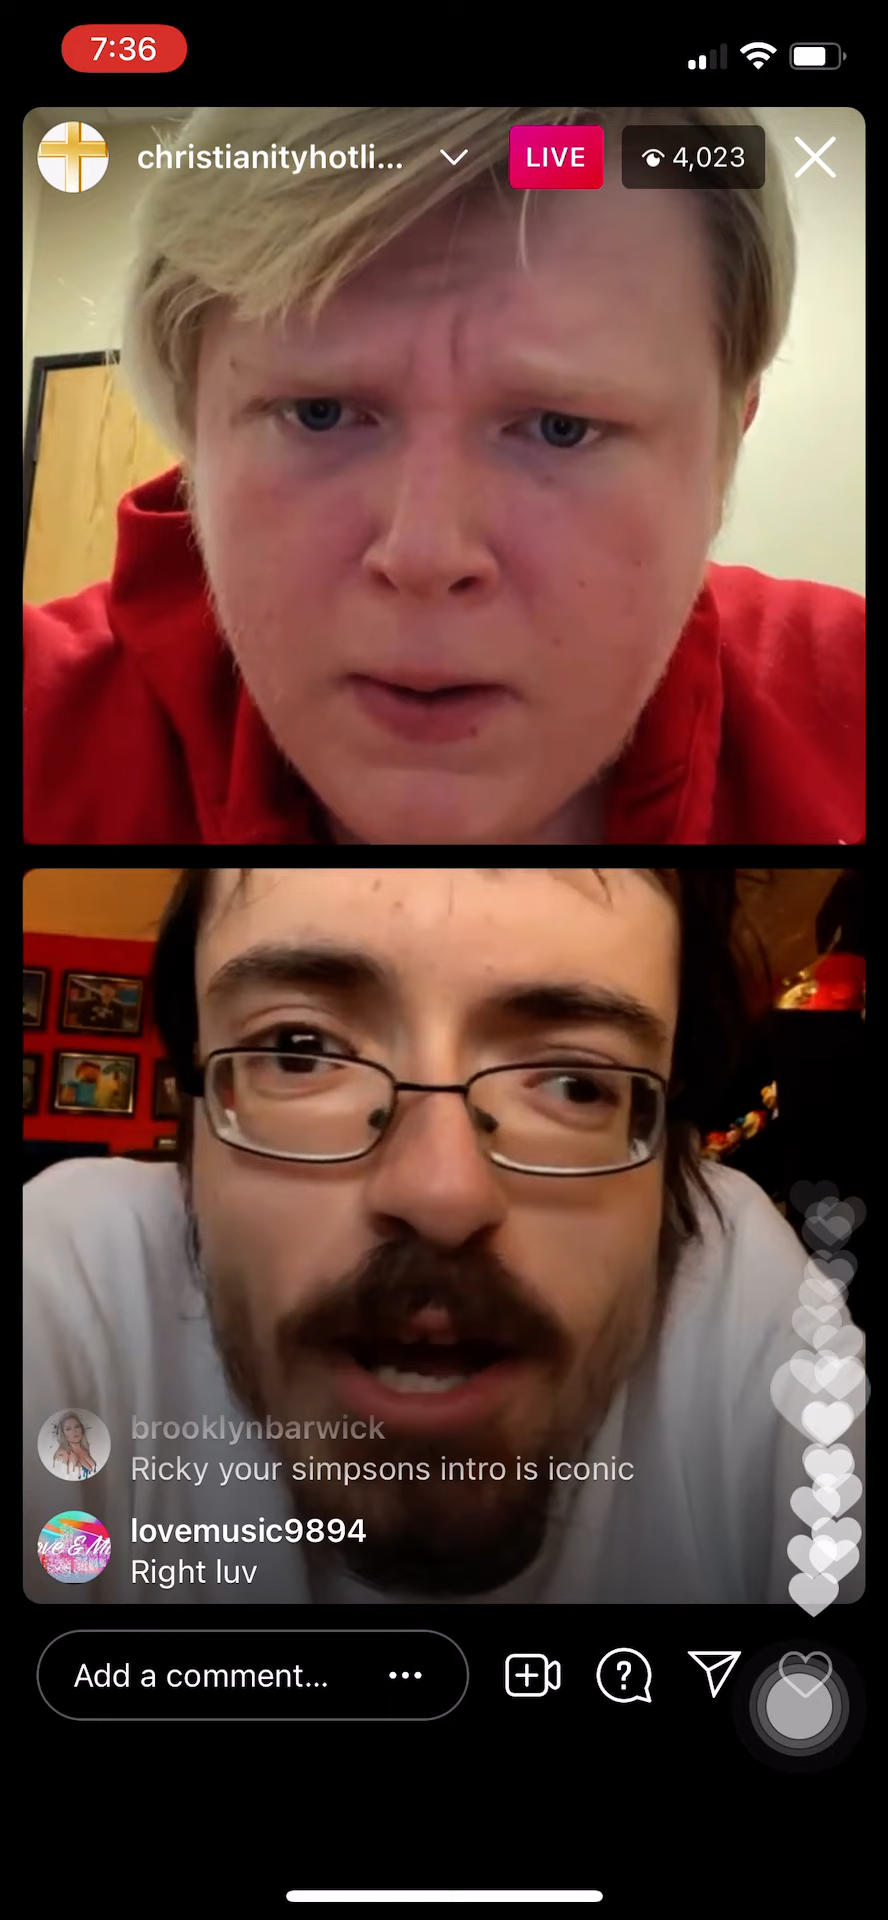 7:36
christianityhotli...
LIVE
4,023
brooklynbarwick
Ricky your simpsons intro is iconic
lovemusic9894
Right luv
Add a comment...